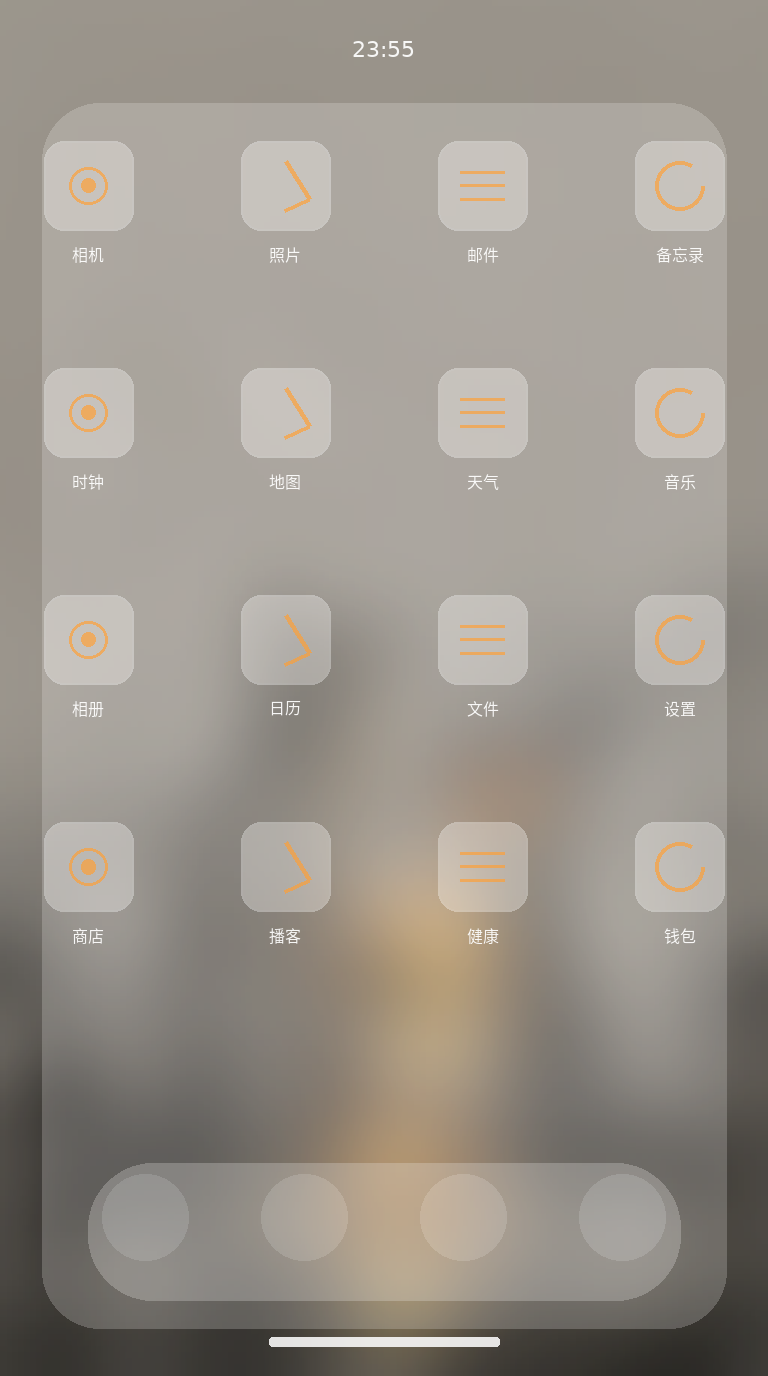 23:55
相机 照片 邮件 备忘录
时钟 地图 天气 音乐
相册 日历 文件 设置
商店 播客 健康 钱包